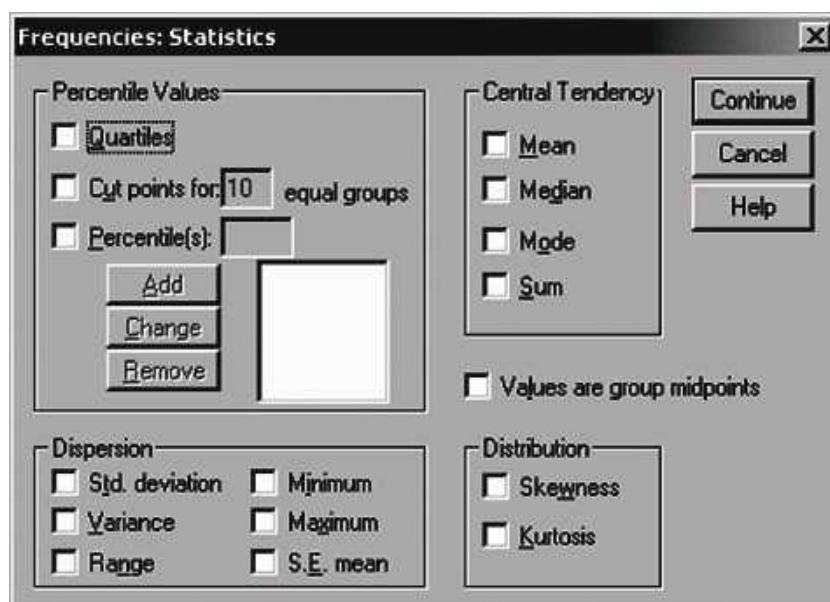 Frequencies: Statistics
Percentile Values
Quartiles
Cut points for: 10 equal groups
Percentile(s):
Add
Change
Remove
Central Tendency
Mean
Median
Mode
Sum
Continue
Cancel
Help
Values are group midpoints
Dispersion
Std. deviation
Variance
Range
Minimum
Maximum
S.E. mean
Distribution
Skewness
Kurtosis